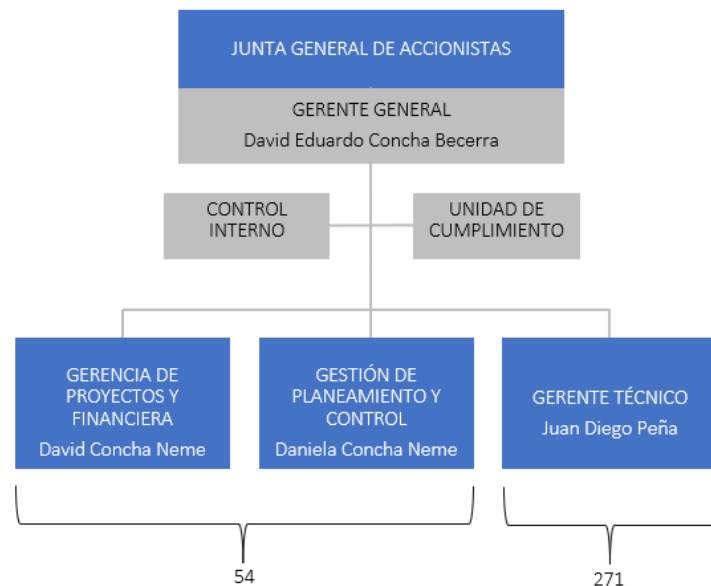 JUNTA GENERAL DE ACCIONISTAS
GERENTE GENERAL
David Eduardo Concha Becerra
CONTROL
INTERNO
UNIDAD DE
CUMPLIMIENTO
GERENCIA DE
PROYECTOS Y
FINANCIERA
David Concha Neme
GESTIÓN DE
PLANEAMIENTO Y
CONTROL
Daniela Concha Neme
GERENTE TÉCNICO
Juan Diego Peña
54
271